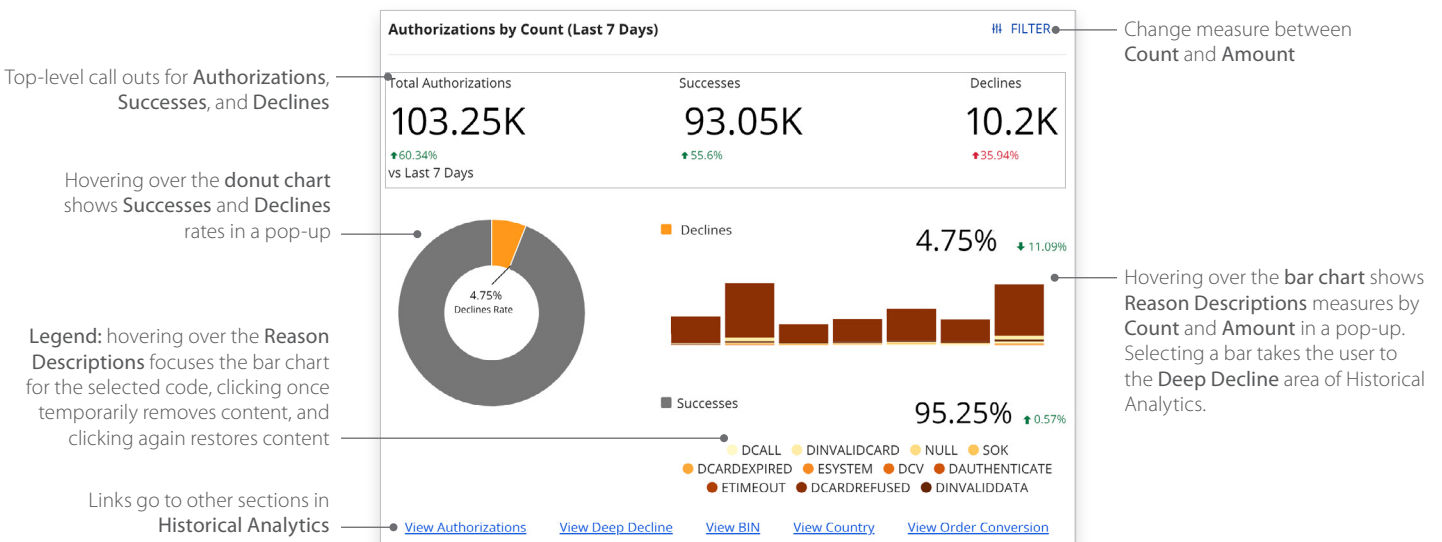 Authorizations by Count (Last 7 Days)
FILTER
Change measure between
Count and Amount
Top-level call outs for Authorizations,
Successes, and Declines
Total Authorizations
Successes
Declines
103.25K
93.05K
10.2K
60.34%
55.6%
35.94%
vs Last 7 Days
Hovering over the donut chart
shows Successes and Declines
rates in a pop-up
4.75%
Declines Rate
Declines
4.75%
11.09%
Hovering over the bar chart shows
Reason Descriptions measures by
Count and Amount in a pop-up.
Selecting a bar takes the user to
the Deep Decline area of Historical
Analytics.
Legend: hovering over the Reason
Descriptions focuses the bar chart
for the selected code, clicking once
temporarily removes content, and
clicking again restores content
Successes
95.25%
0.57%
DCALL DINVALIDCARD NULL SOK
DCARDEXPIRED ESYSTEM DCV DAUTHENTICATE
ETIMEOUT DCARDREFUSED DINVALIDDATA
Links go to other sections in
Historical Analytics
View Authorizations View Deep Decline View BIN View Country View Order Conversion